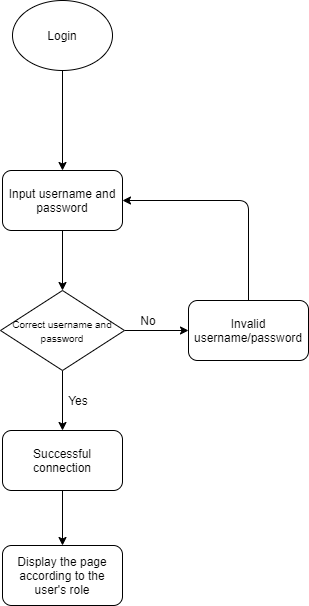 Login
Input username and
password
Correct username and
password
No
Invalid
username/password
Yes
Successful
connection
Display the page
according to the
user's role